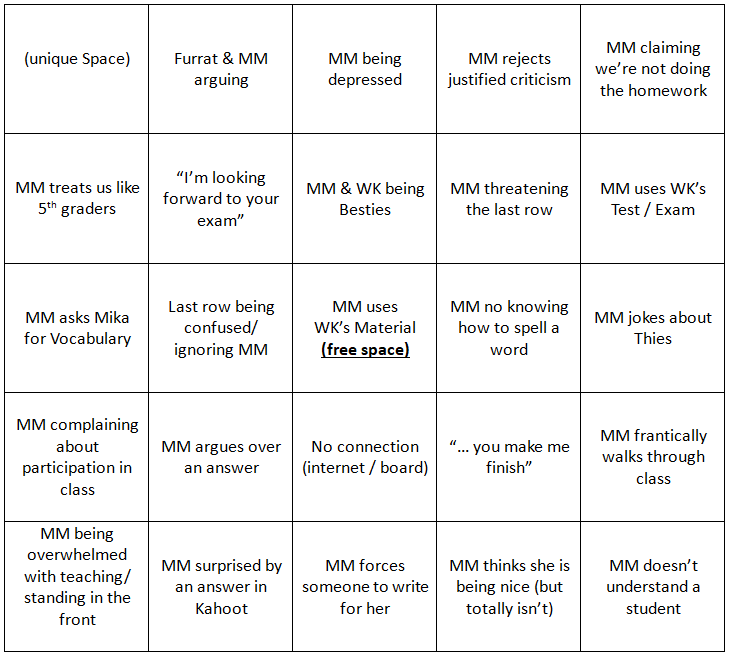 (unique Space)
Furrat & MM
arguing
MM being
depressed
MM rejects
justified criticism
MM claiming
we’re not doing
the homework
MM treats us like
5th graders
“I’m looking
forward to your
exam”
MM & WK being
Besties
MM threatening
the last row
MM uses WK’s
Test / Exam
MM asks Mika
for Vocabulary
Last row being
confused/
ignoring MM
MM uses
WK’s Material
(free space)
MM no knowing
how to spell a
word
MM jokes about
Thies
MM complaining
about
participation in
class
MM argues over
an answer
No connection
(internet / board)
“… you make me
finish”
MM frantically
walks through
class
MM being
overwhelmed
with teaching/
standing in the
front
MM surprised by
an answer in
Kahoot
MM forces
someone to write
for her
MM thinks she is
being nice (but
totally isn’t)
MM doesn’t
understand a
student